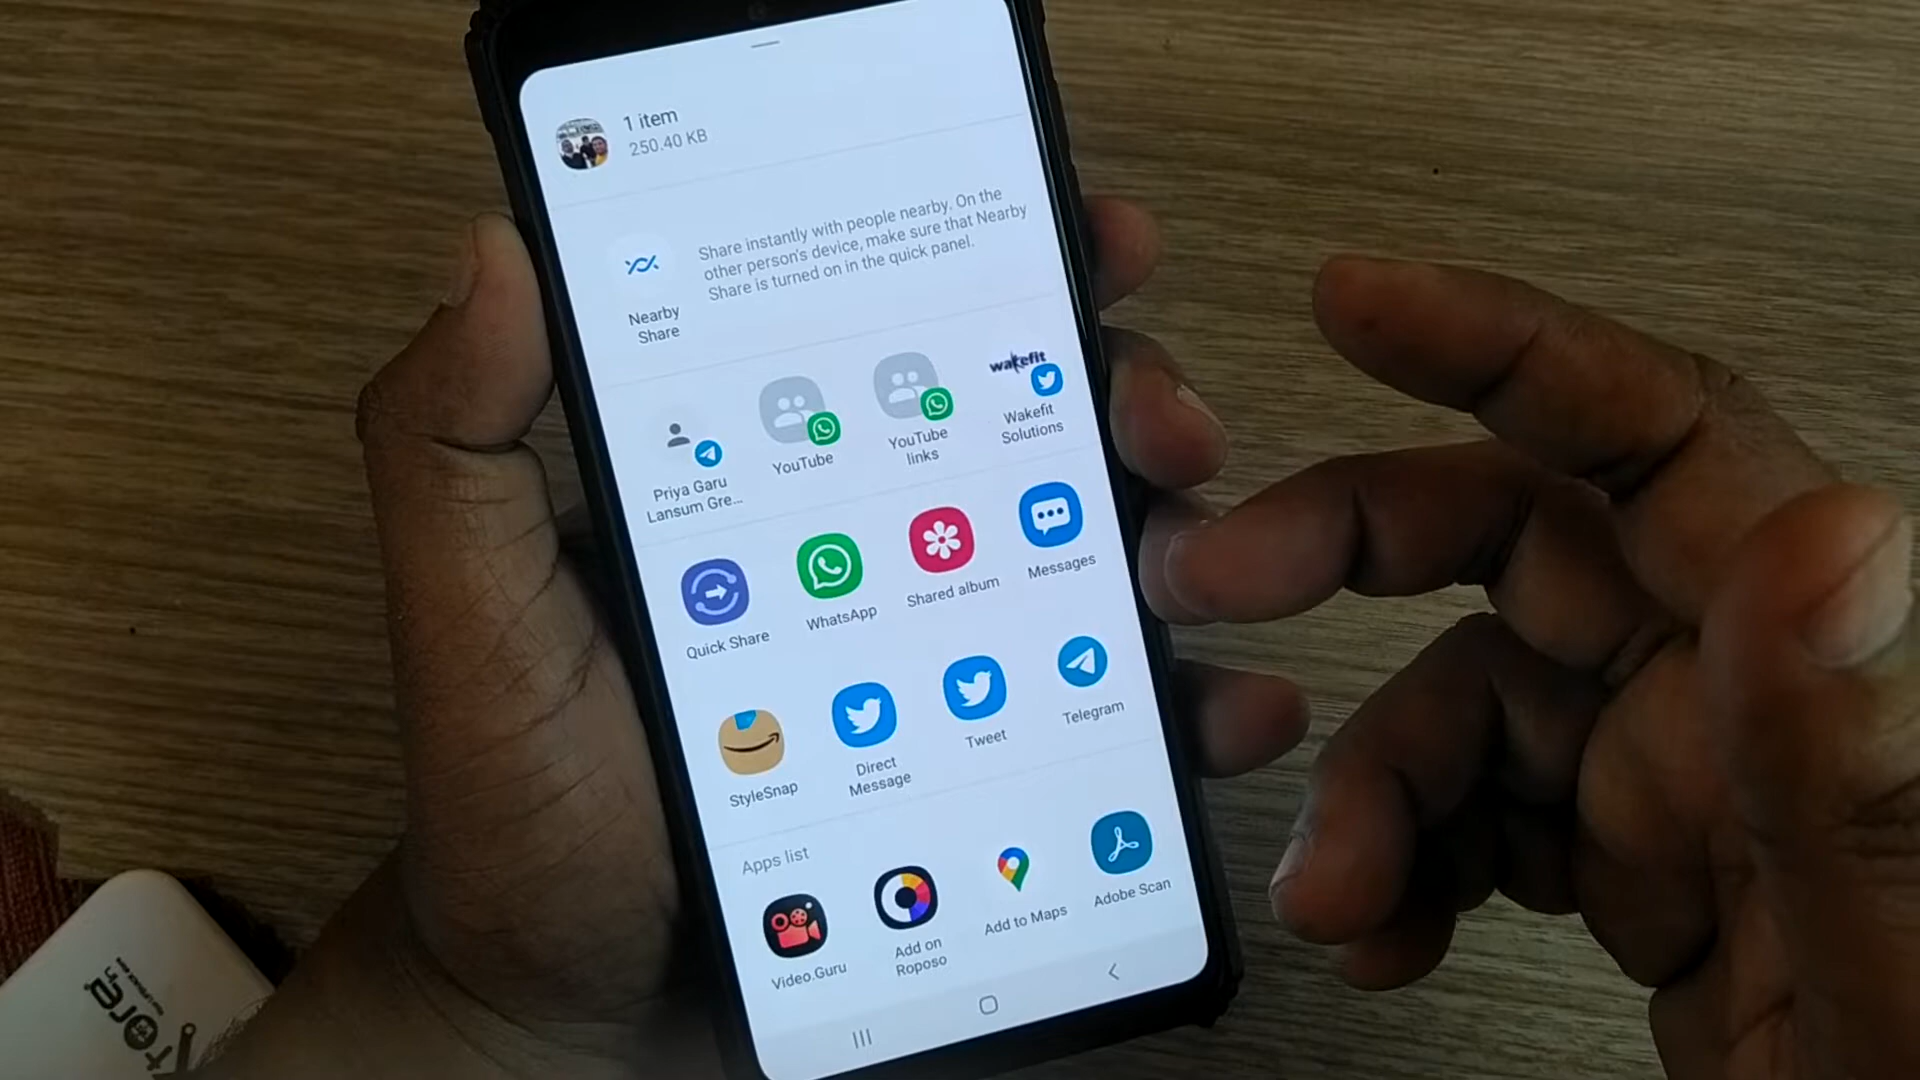 1 item
250.40 KB
Share instantly with people nearby. On the
other person's device, make sure that Nearby
Share is turned on in the quick panel.
Nearby
Share
wakefit
Priya Garu
Lansum Gre...
YouTube
YouTube
links
Wakefit
Solutions
Quick Share
WhatsApp
Shared album
Messages
StyleSnap
Direct
Message
Tweet
Telegram
Apps list
Video.Guru
Add on
Roposo
Add to Maps
Adobe Scan